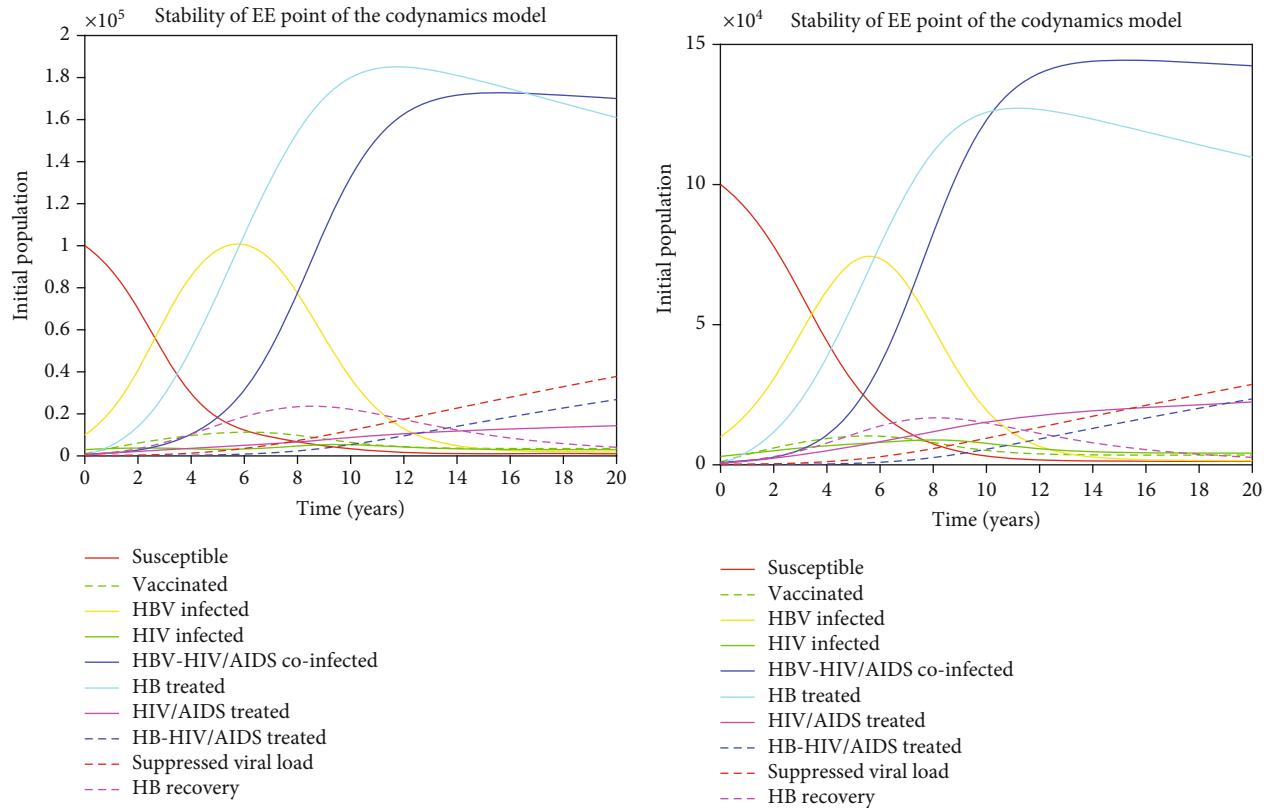 Stability of EE point of the codynamics model
×10⁵
2
1.8
1.6
1.4
1.2
1
0.8
0.6
0.4
0.2
0
Initial population
0 2 4 6 8 10 12 14 16 18 20
Time (years)
Susceptible
Vaccinated
HBV infected
HIV infected
HBV-HIV/AIDS co-infected
HB treated
HIV/AIDS treated
HB-HIV/AIDS treated
Suppressed viral load
HB recovery
Stability of EE point of the codynamics model
×10⁴
15
10
5
0
Initial population
0 2 4 6 8 10 12 14 16 18 20
Time (years)
Susceptible
Vaccinated
HBV infected
HIV infected
HBV-HIV/AIDS co-infected
HB treated
HIV/AIDS treated
HB-HIV/AIDS treated
Suppressed viral load
HB recovery